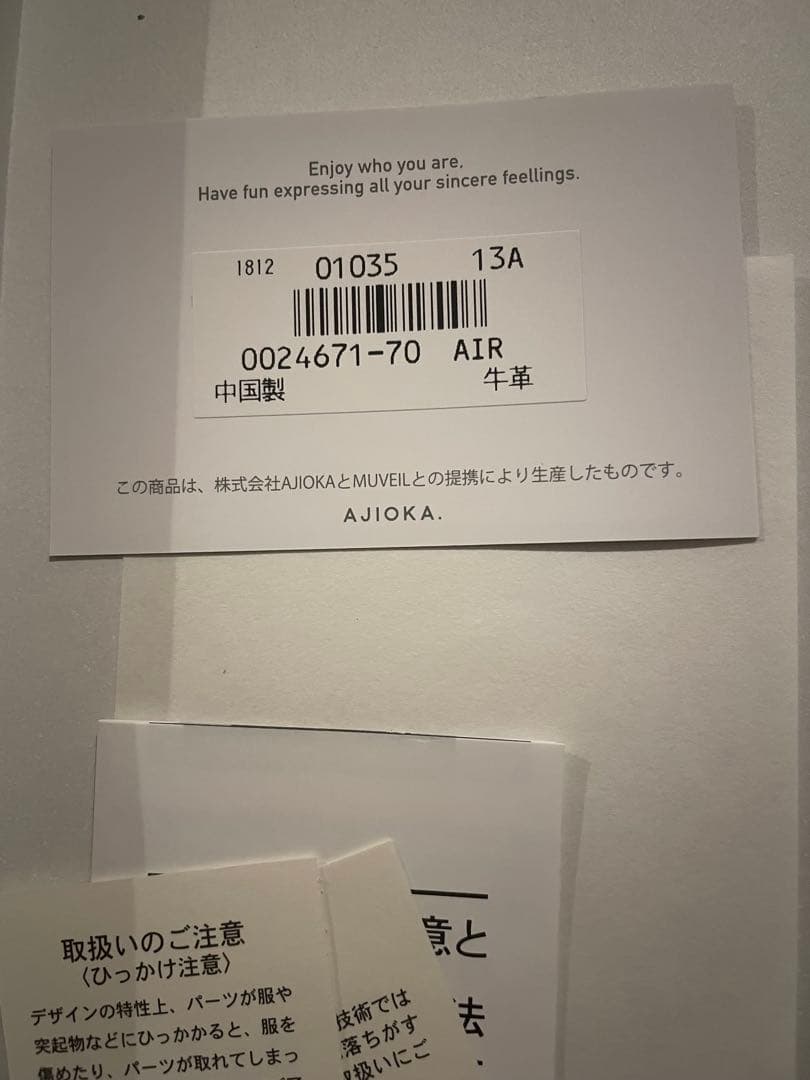 Enjoy who you are.
Have fun expressing all your sincere feellings.
1812 01035 13A
0024671-70 AIR
中国製 牛革
この商品は、株式会社AJIOKAとMUVEILとの提携により生産したものです。
AJIOKA.
意と
法
取扱いのご注意
〈ひっかけ注意〉
デザインの特性上、パーツが服や
突起物などにひっかかると、服を
傷めたり、パーツが取れてしまっ
技術では
落ちがす
取扱いにご